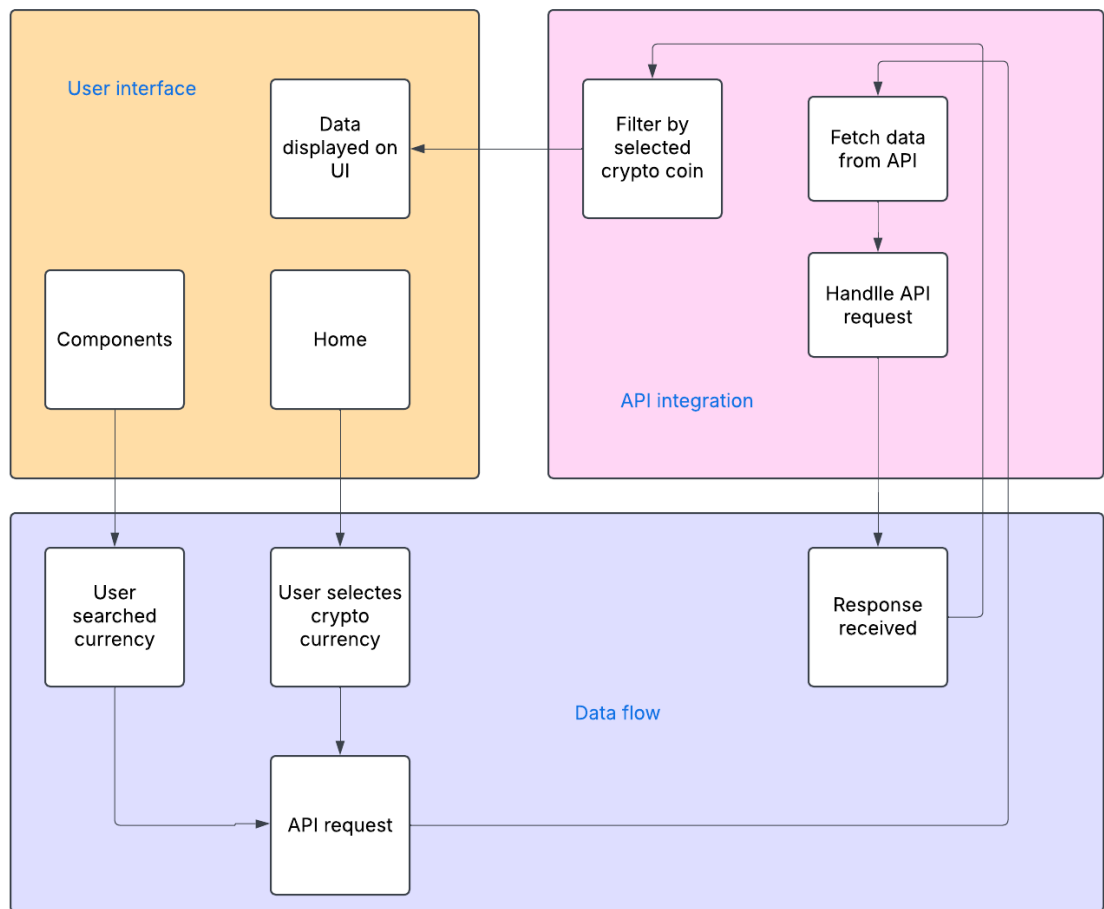 User interface
Data
displayed on
UI
Components
Home
Filter by
selected
crypto coin
Fetch data
from API
Handlle API
request
API integration
User
searched
currency
User selectes
crypto
currency
Response
received
Data flow
API request